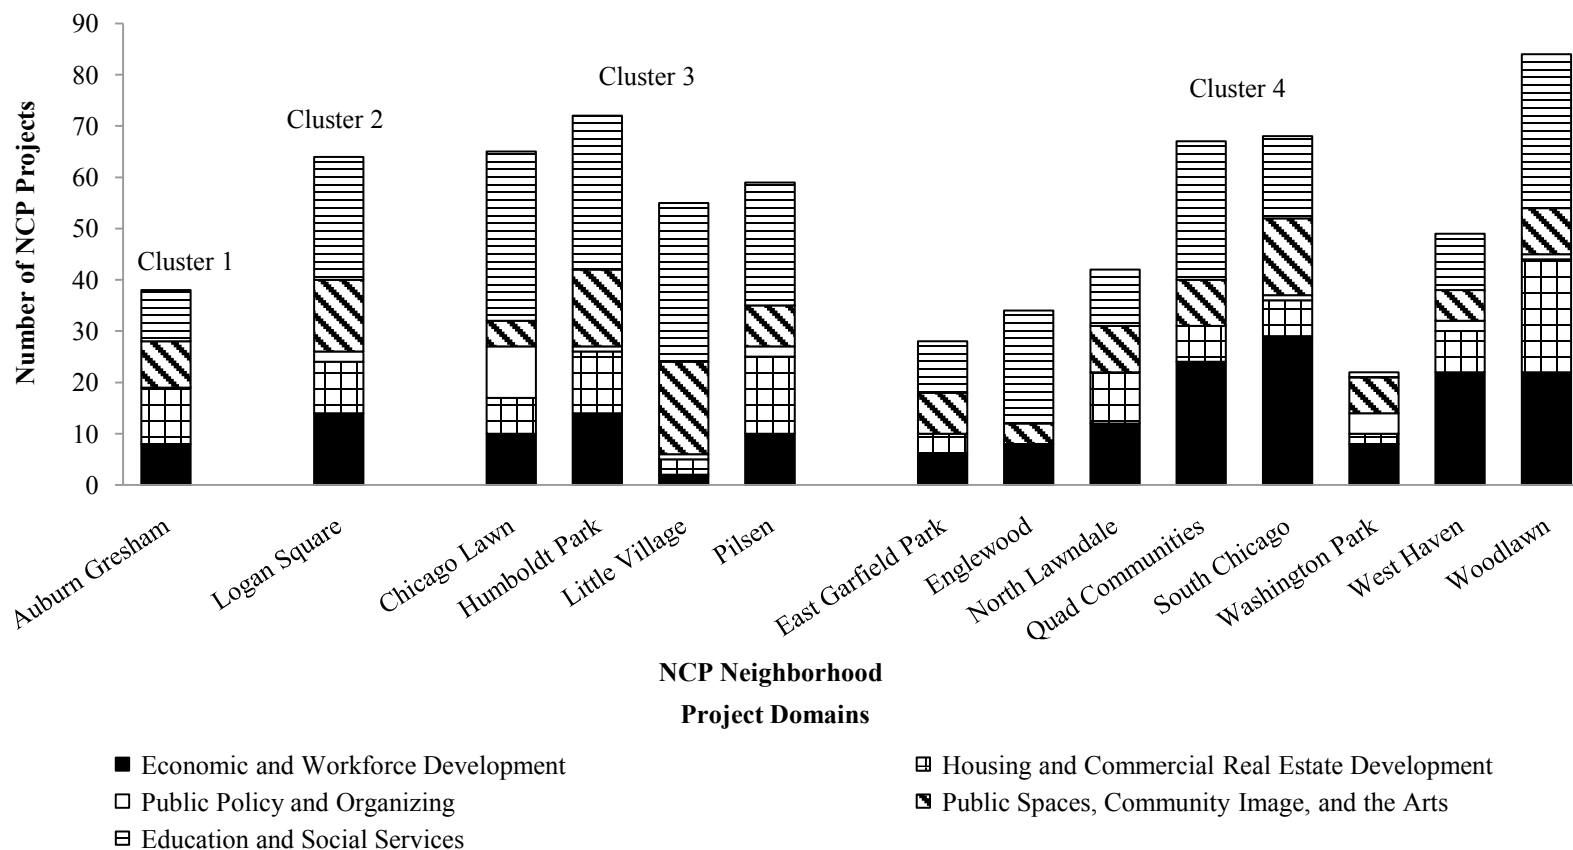 Number of NCP Projects
90
80
70
60
50
40
30
20
10
0
Cluster 1
Cluster 2
Cluster 3
Cluster 4
Auburn Gresham
Logan Square
Chicago Lawn
Humboldt Park
Little Village
Pilsen
East Garfield Park
Englewood
North Lawndale
Quad Communities
South Chicago
Washington Park
West Haven
Woodlawn
NCP Neighborhood
Project Domains
Economic and Workforce Development
Housing and Commercial Real Estate Development
Public Policy and Organizing
Public Spaces, Community Image, and the Arts
Education and Social Services